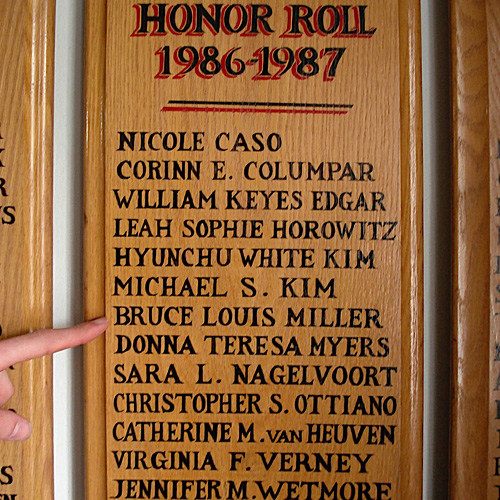 HONOR ROLL
1986-1987
NICOLE CASO
CORINN E. COLUMPAR
WILLIAM KEYES EDGAR
LEAH SOPHIE HOROWITZ
HYUNCHU WHITE KIM
MICHAEL S. KIM
BRUCE LOUIS MILLER
DONNA TERESA MYERS
SARA L. NAGELVOORT
CHRISTOPHER S. OTTIANO
CATHERINE M. VAN HEUVEN
VIRGINIA F. VERNEY
JENNIFER M. WETMORE